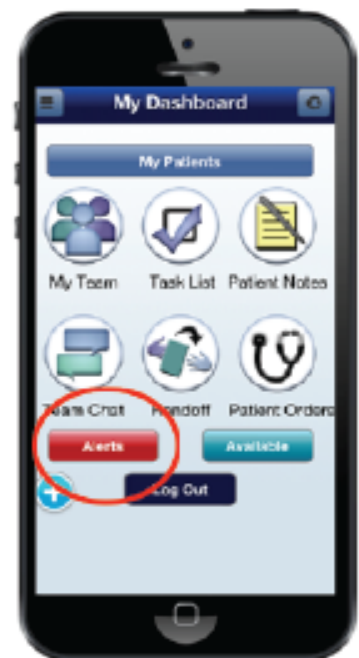 My Dashboard
My Patients
My Team Task List Patient Notes
Team Chat Handoff Patient Orders
Alerts Available
Log Out